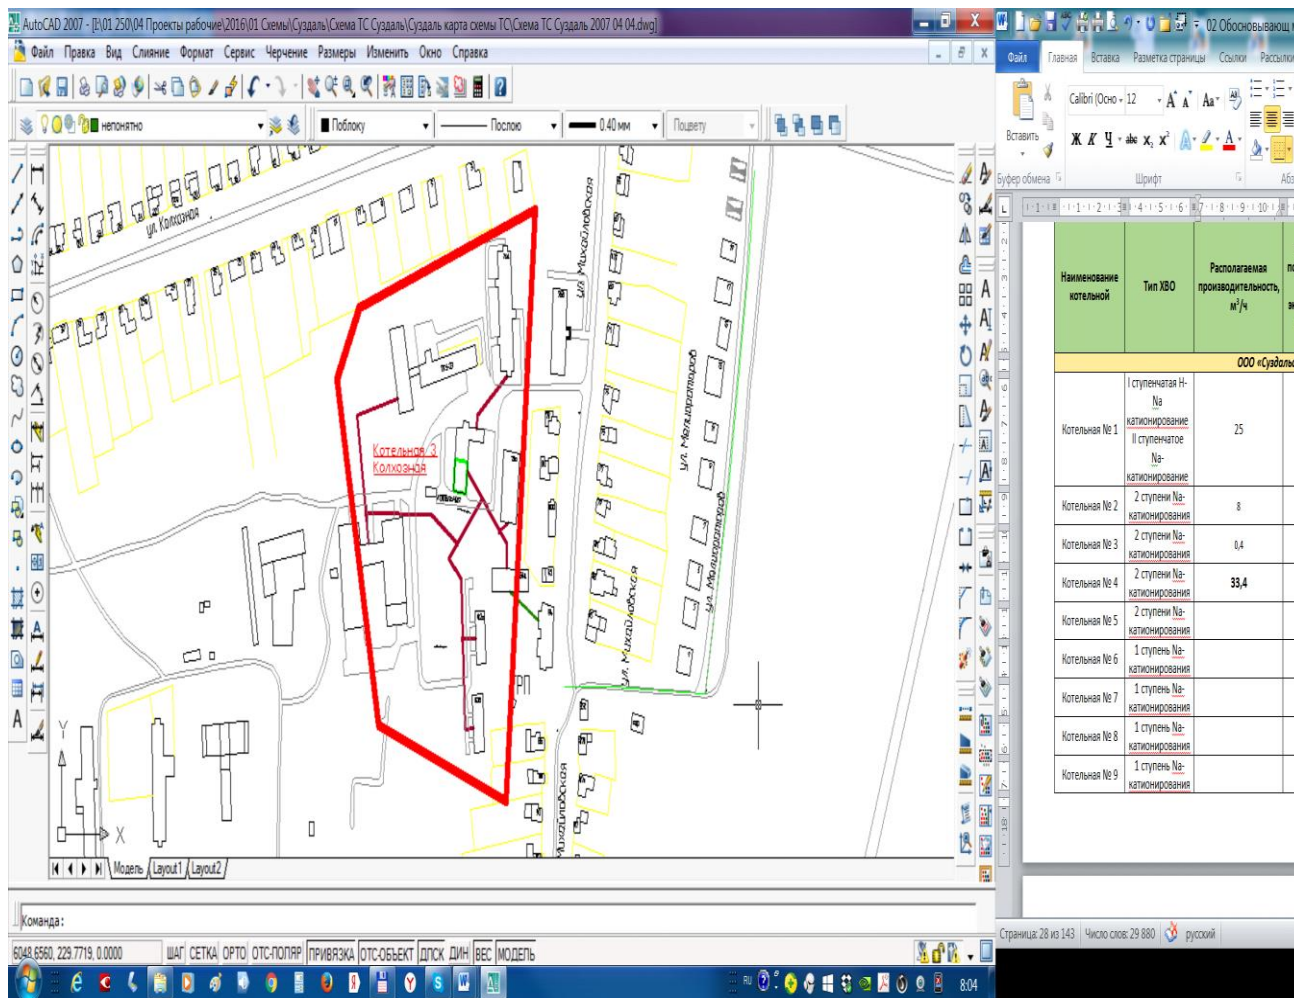 AutoCAD 2007 - [E:\01 250\04 Проекты рабочие\2016\01 Схемы\Суздаль\Схема ТС Суздаль\Суздаль карта схемы ТС\Схема ТС Суздаль 2007 04 04.dwg]
Файл Правка Вид Слияние Формат Сервис Черчение Размеры Изменить Окно Справка
непонятно
Поблоку
Послою
0.40 мм
Поцвету
ул. Колхозная
ул. Михайловская
ул. Мелиораторов
ул. Мелиораторов
ул. Михайловская
Михайловская
Котельная 3
Колхозная
РП
Y
X
Модель Layout1 Layout2
Команда:
6048.6560, 229.7719, 0.0000
ШАГ СЕТКА ОРТО ОТС-ПОЛЯР ПРИВЯЗКА ОТС-ОБЪЕКТ ДПСК ДИН ВЕС МОДЕЛЬ
02 Обосновывающ
Файл Главная Вставка Разметка страницы Ссылки Рассылки
Calibri (Осно 12
Вставить
Ж К Ч
Буфер обмена Шрифт Абз
Наименование котельной
Тип ХВО
Располагаемая производительность, м³/ч
ООО «Суздаль
Котельная № 1
I ступенчатая H-
Na
катионирование
II ступенчатое
Na-
катионирование
25
Котельная № 2
2 ступени Na-
катионирования
8
Котельная № 3
2 ступени Na-
катионирования
0,4
Котельная № 4
2 ступени Na-
катионирования
33,4
Котельная № 5
2 ступени Na-
катионирования
Котельная № 6
1 ступень Na-
катионирования
Котельная № 7
1 ступень Na-
катионирования
Котельная № 8
1 ступень Na-
катионирования
Котельная № 9
1 ступень Na-
катионирования
Страница: 28 из 143 Число слов: 29 880 русский
RU
8:04